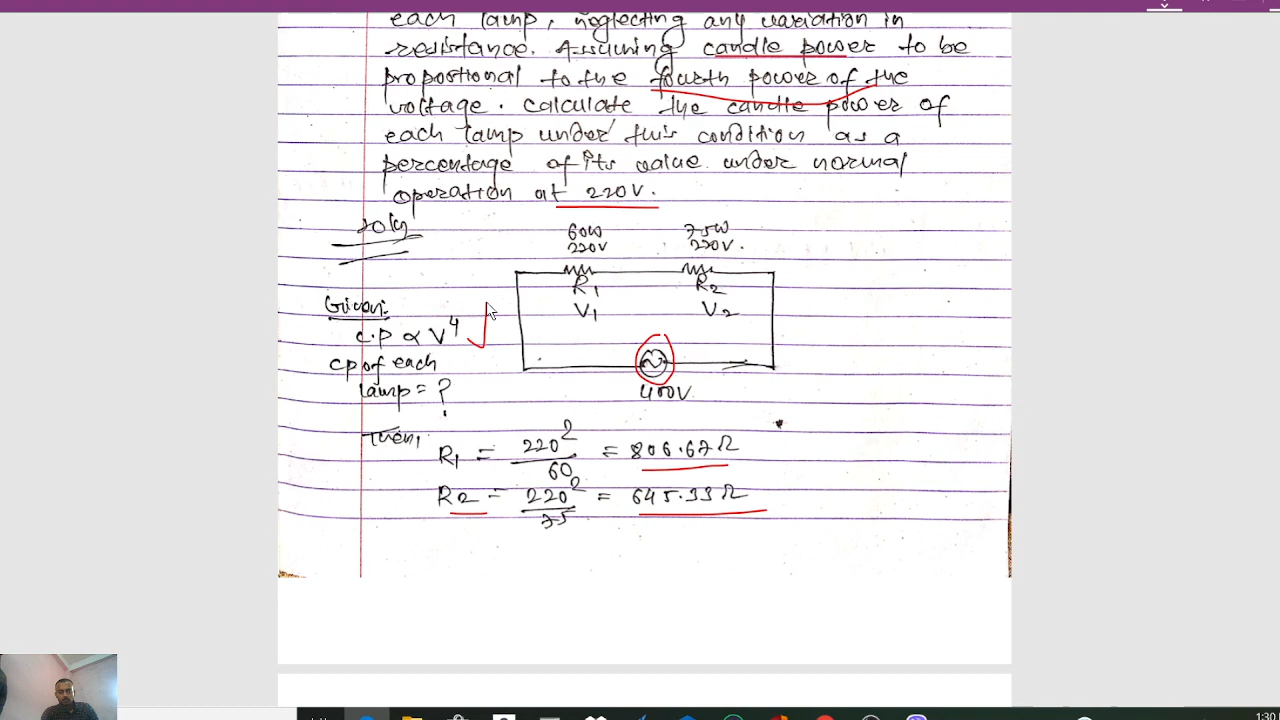 each lamp, neglecting any variation in
resistance. Assuming candle power to be
propostional to the fourth power of the
voltage. calculate the candle power of
each lamp under this condition as a
percentage of its value under normal
operation at 220V.
Soln
60W 75W
220V 220V.
R1 R2
V1 V2
Given:
c.p ∝ V⁴
cp of each
lamp = ?
400V
Then,
R1 = 220² / 60 = 806.67Ω
R2 = 220² / 75 = 645.33Ω
1:30